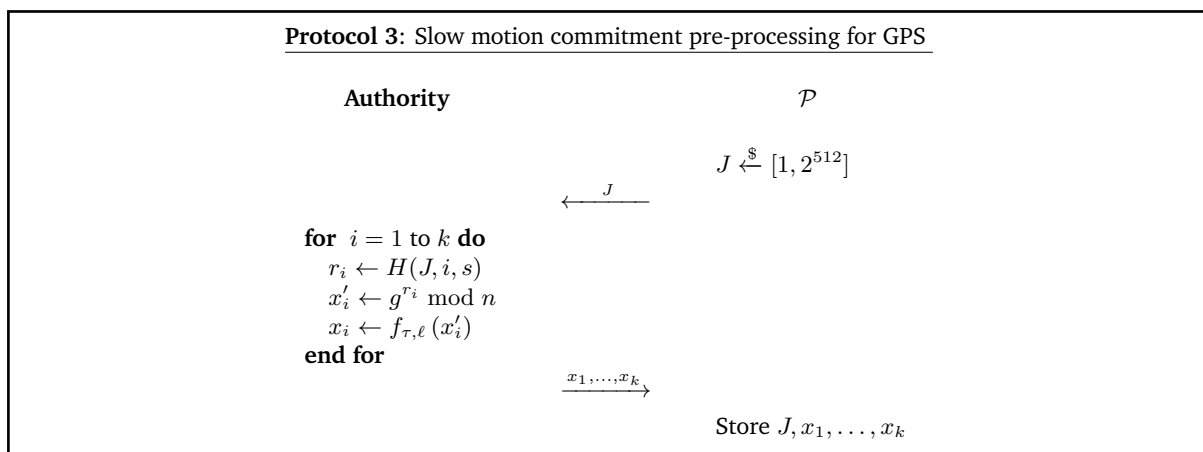 Protocol 3: Slow motion commitment pre-processing for GPS
Authority 𝒫
J ←$ [1, 2^512]
J
for i = 1 to k do
r_i ← H(J, i, s)
x′_i ← g^{r_i} mod n
x_i ← f_{τ,ℓ} (x′_i)
end for
x_1,...,x_k
Store J, x_1, . . . , x_k